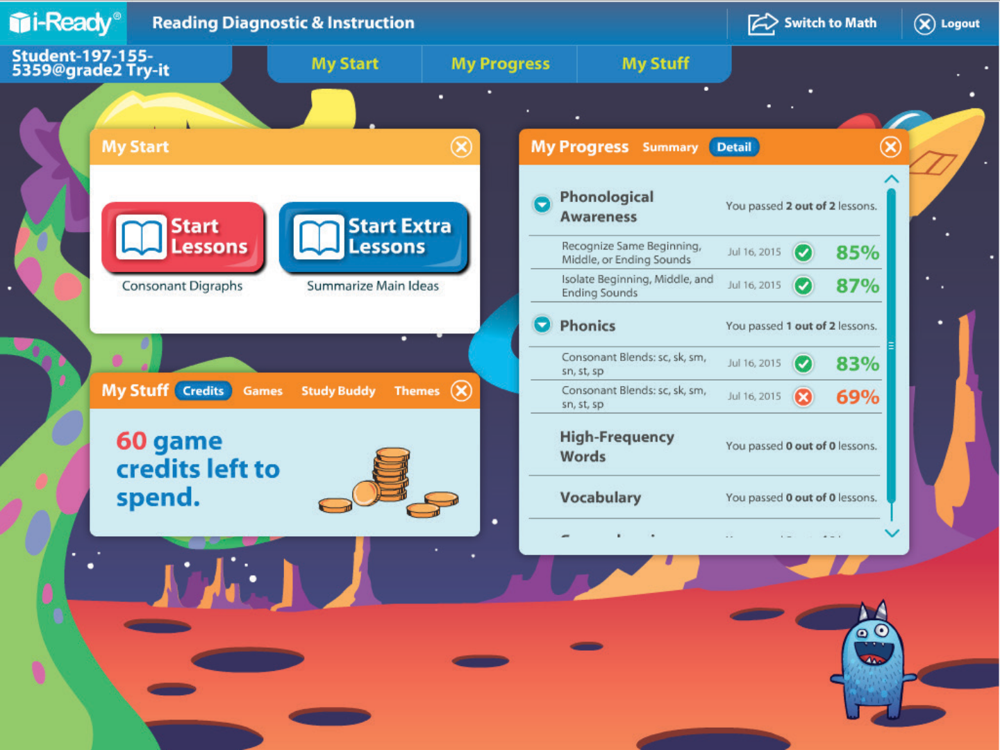 i-Ready®
Reading Diagnostic & Instruction
Switch to Math
Logout
Student-197-155-
5359@grade2 Try-it
My Start
My Progress
My Stuff
My Start
Start
Lessons
Consonant Digraphs
Start Extra
Lessons
Summarize Main Ideas
My Stuff Credits Games Study Buddy Themes
60 game
credits left to
spend.
My Progress Summary Detail
Phonological
Awareness
You passed 2 out of 2 lessons.
Recognize Same Beginning,
Middle, or Ending Sounds
Jul 16, 2015 85%
Isolate Beginning, Middle, and
Ending Sounds
Jul 16, 2015 87%
Phonics
You passed 1 out of 2 lessons.
Consonant Blends: sc, sk, sm,
sn, st, sp
Jul 16, 2015 83%
Consonant Blends: sc, sk, sm,
sn, st, sp
Jul 16, 2015 69%
High-Frequency
Words
You passed 0 out of 0 lessons.
Vocabulary
You passed 0 out of 0 lessons.